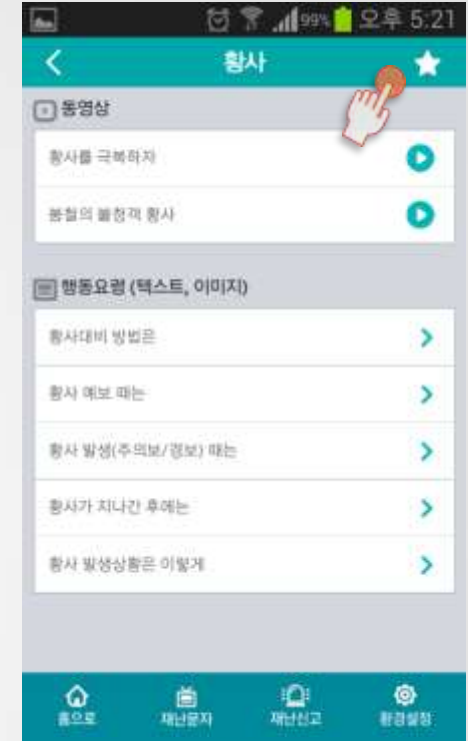 99% 오후 5:21
황사
동영상
황사를 극복하자
봄철의 불청객 황사
행동요령 (텍스트, 이미지)
황사대비 방법은
황사 예보 때는
황사 발생(주의보/경보) 때는
황사가 지나간 후에는
황사 발생상황은 이렇게
홈으로 재난문자 재난신고 환경설정